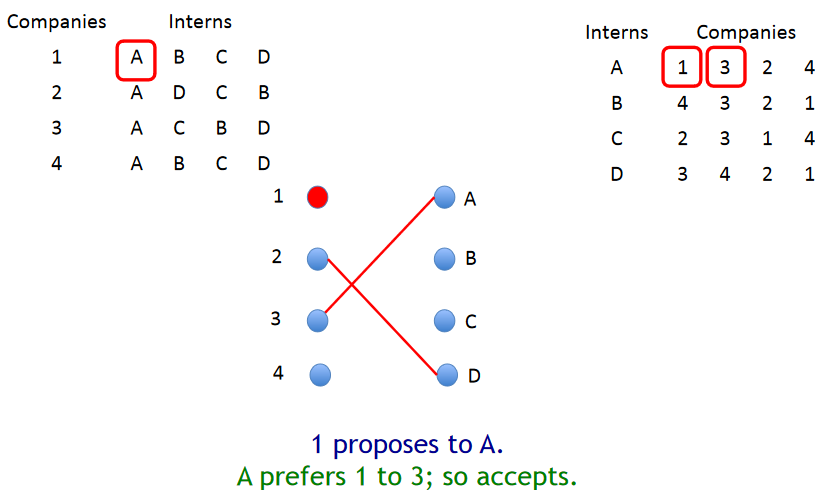 Companies Interns
1 A B C D
2 A D C B
3 A C B D
4 A B C D
Interns Companies
A 1 3 2 4
B 4 3 2 1
C 2 3 1 4
D 3 4 2 1
1 A
2 B
3 C
4 D
1 proposes to A.
A prefers 1 to 3; so accepts.